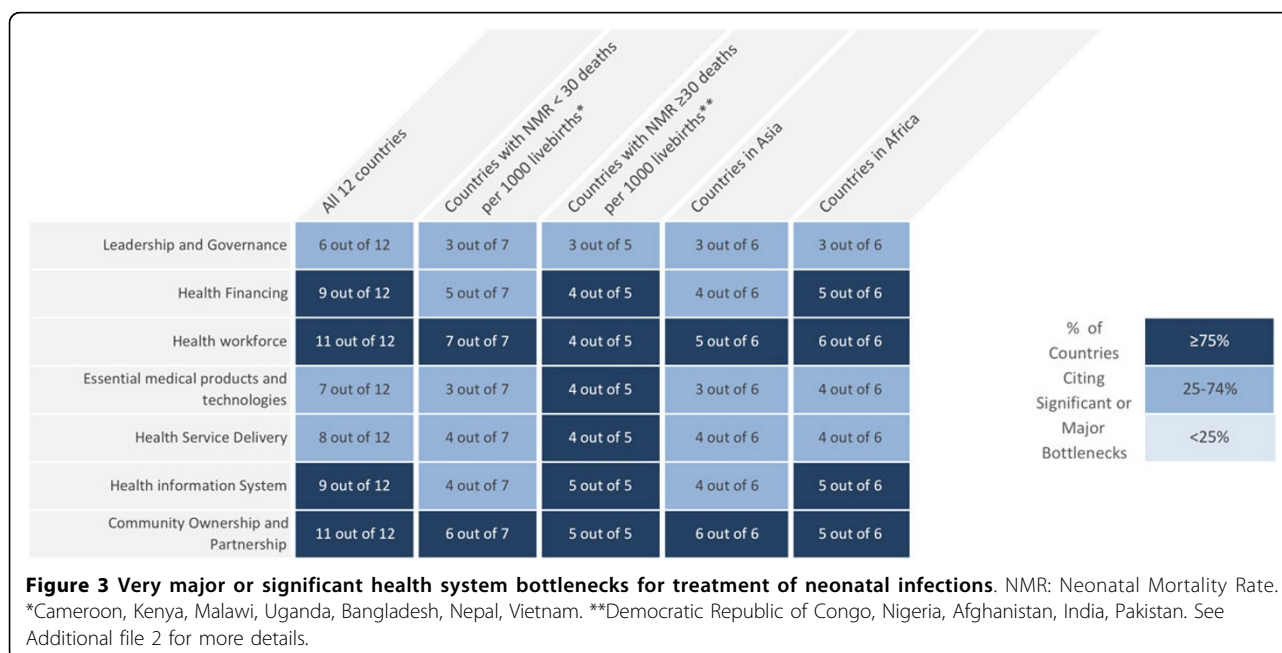 All 12 countries
Countries with NMR < 30 deaths
per 1000 livebirths*
Countries with NMR ≥30 deaths
per 1000 livebirths**
Countries in Asia
Countries in Africa
Leadership and Governance 6 out of 12 3 out of 7 3 out of 5 3 out of 6 3 out of 6
Health Financing 9 out of 12 5 out of 7 4 out of 5 4 out of 6 5 out of 6
Health workforce 11 out of 12 7 out of 7 4 out of 5 5 out of 6 6 out of 6
Essential medical products and
technologies 7 out of 12 3 out of 7 4 out of 5 3 out of 6 4 out of 6
Health Service Delivery 8 out of 12 4 out of 7 4 out of 5 4 out of 6 4 out of 6
Health information System 9 out of 12 4 out of 7 5 out of 5 4 out of 6 5 out of 6
Community Ownership and
Partnership 11 out of 12 6 out of 7 5 out of 5 6 out of 6 5 out of 6
% of
Countries
Citing
Significant or
Major
Bottlenecks
≥75%
25-74%
<25%
Figure 3 Very major or significant health system bottlenecks for treatment of neonatal infections. NMR: Neonatal Mortality Rate.
*Cameroon, Kenya, Malawi, Uganda, Bangladesh, Nepal, Vietnam. **Democratic Republic of Congo, Nigeria, Afghanistan, India, Pakistan. See
Additional file 2 for more details.